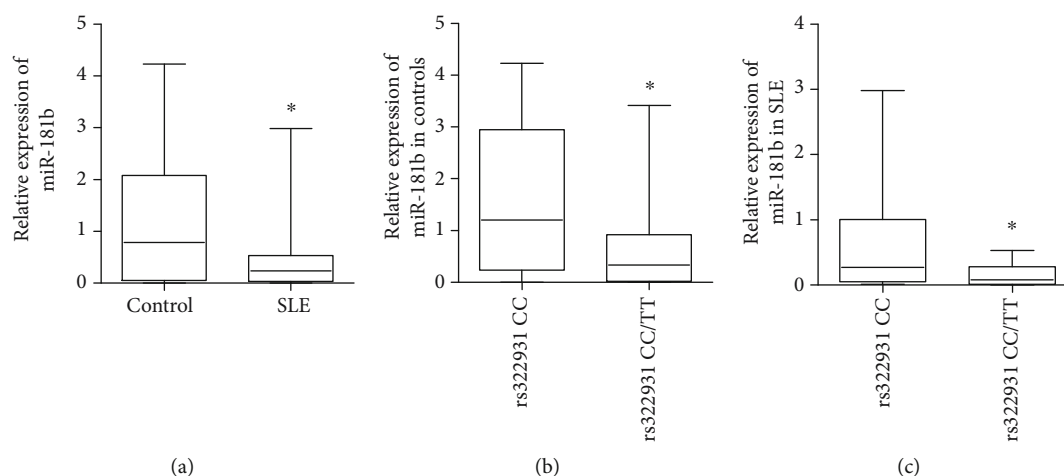 Relative expression of
miR-181b
5
4
3
2
1
0
*
Control
SLE
(a)
Relative expression of
miR-181b in controls
5
4
3
2
1
0
*
rs322931 CC
rs322931 CC/TT
(b)
Relative expression of
miR-181b in SLE
4
3
2
1
0
*
rs322931 CC
rs322931 CC/TT
(c)